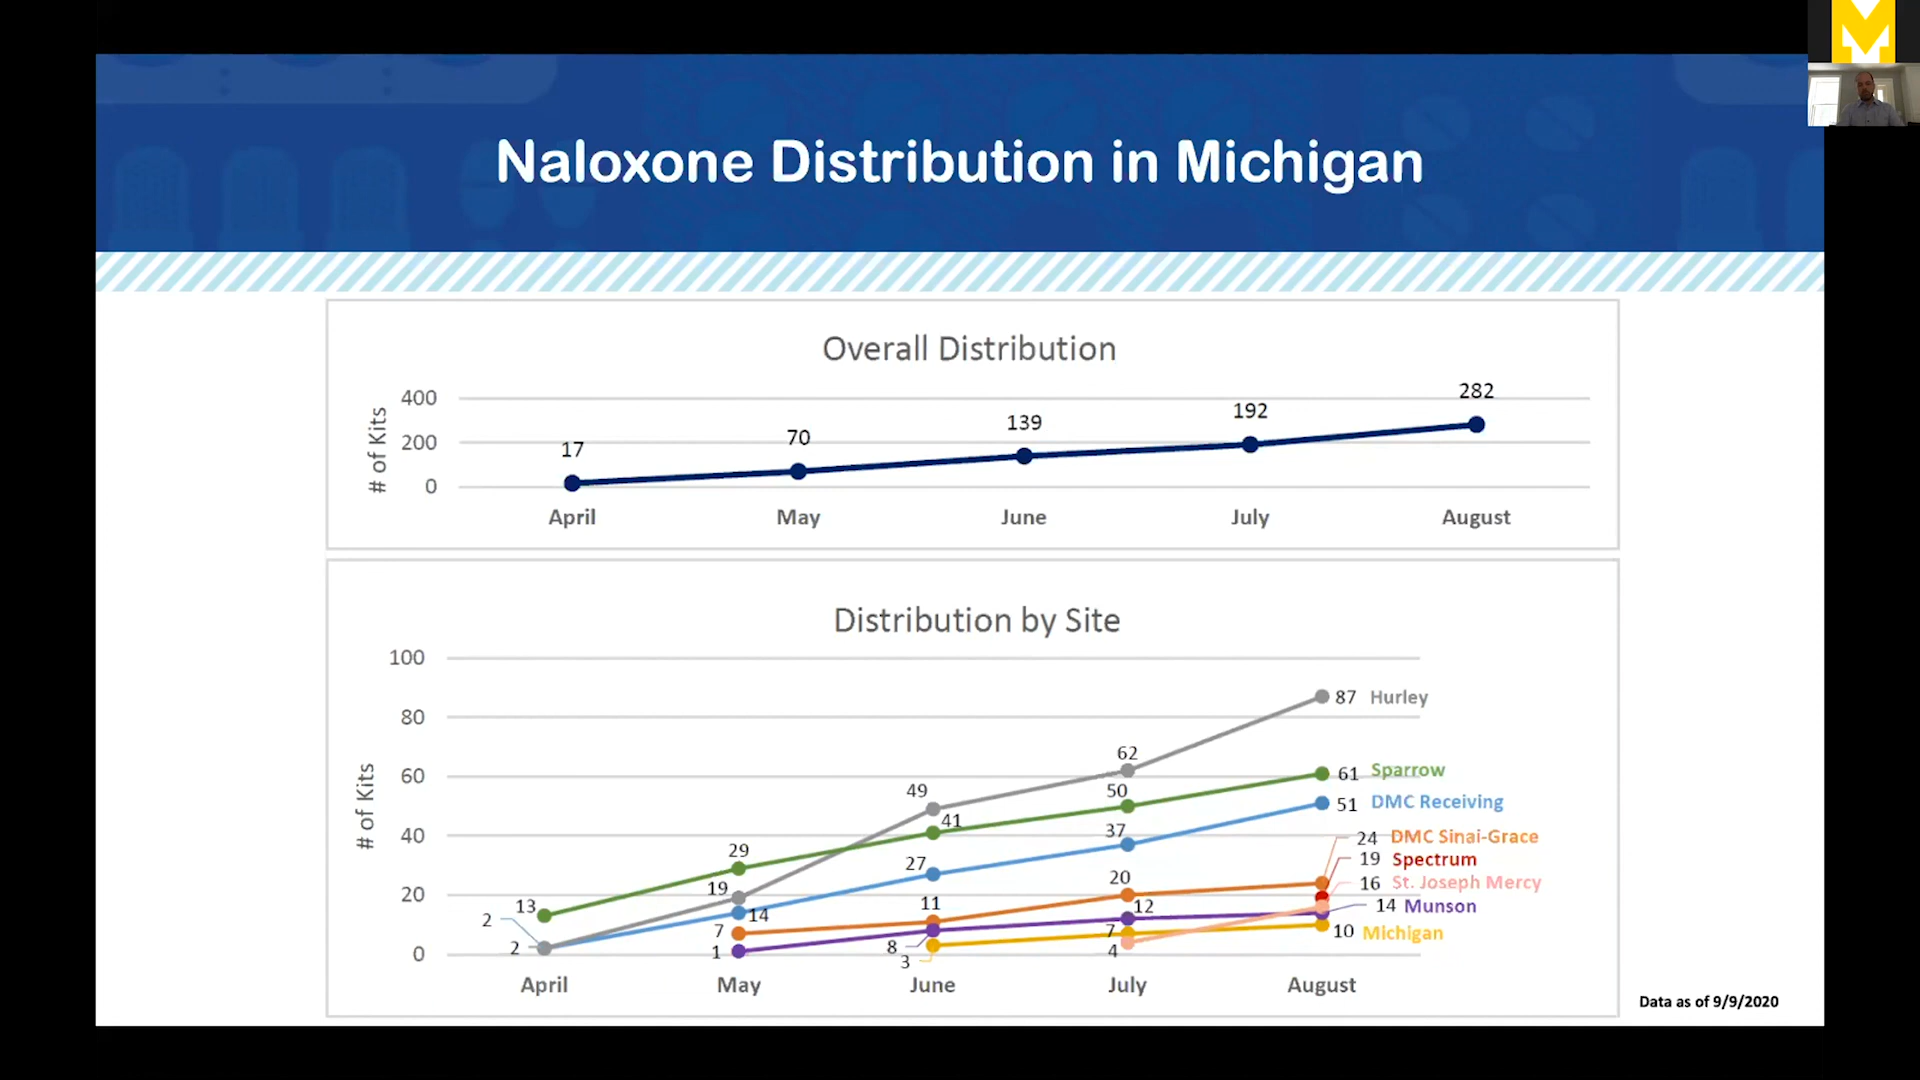 M
Naloxone Distribution in Michigan
Overall Distribution
# of Kits
400
200
0
17
70
139
192
282
April May June July August
Distribution by Site
# of Kits
100
80
60
40
20
0
87 Hurley
62
61 Sparrow
49
50
51 DMC Receiving
41
37
24 DMC Sinai-Grace
29
27
19 Spectrum
19
20
16 St. Joseph Mercy
13
14
11
12
14 Munson
2
7
7
10 Michigan
2
1
8
4
3
April May June July August
Data as of 9/9/2020